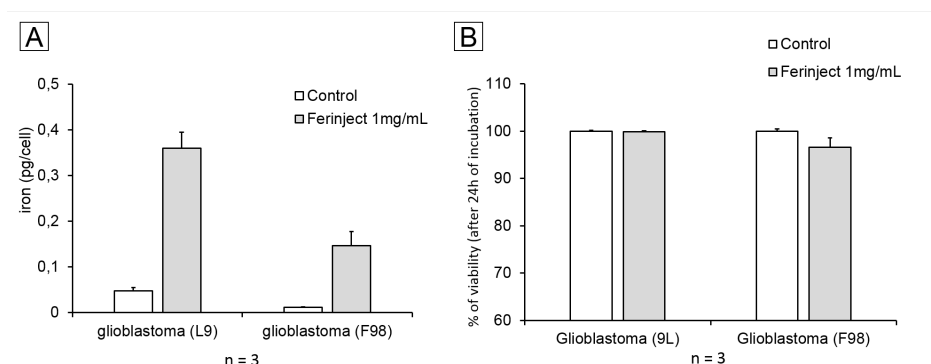 A
Control
Ferinject 1mg/mL
iron (pg/cell)
0,5
0,4
0,3
0,2
0,1
0
glioblastoma (L9)
glioblastoma (F98)
n = 3
B
Control
Ferinject 1mg/mL
% of viability (after 24h of incubation)
110
100
90
80
70
60
Glioblastoma (9L)
Glioblastoma (F98)
n = 3